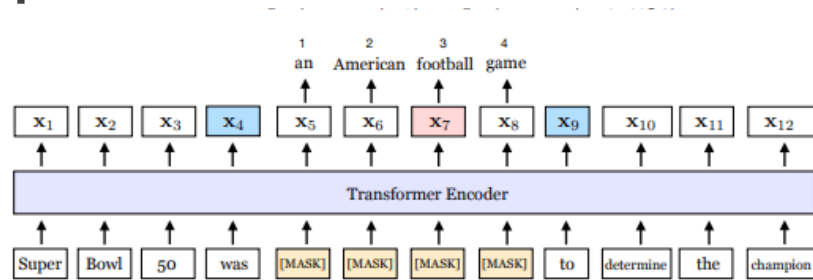 1 2 3 4
an American football game
x₁ x₂ x₃ x₄ x₅ x₆ x₇ x₈ x₉ x₁₀ x₁₁ x₁₂
Transformer Encoder
Super Bowl 50 was [MASK] [MASK] [MASK] [MASK] to determine the champion